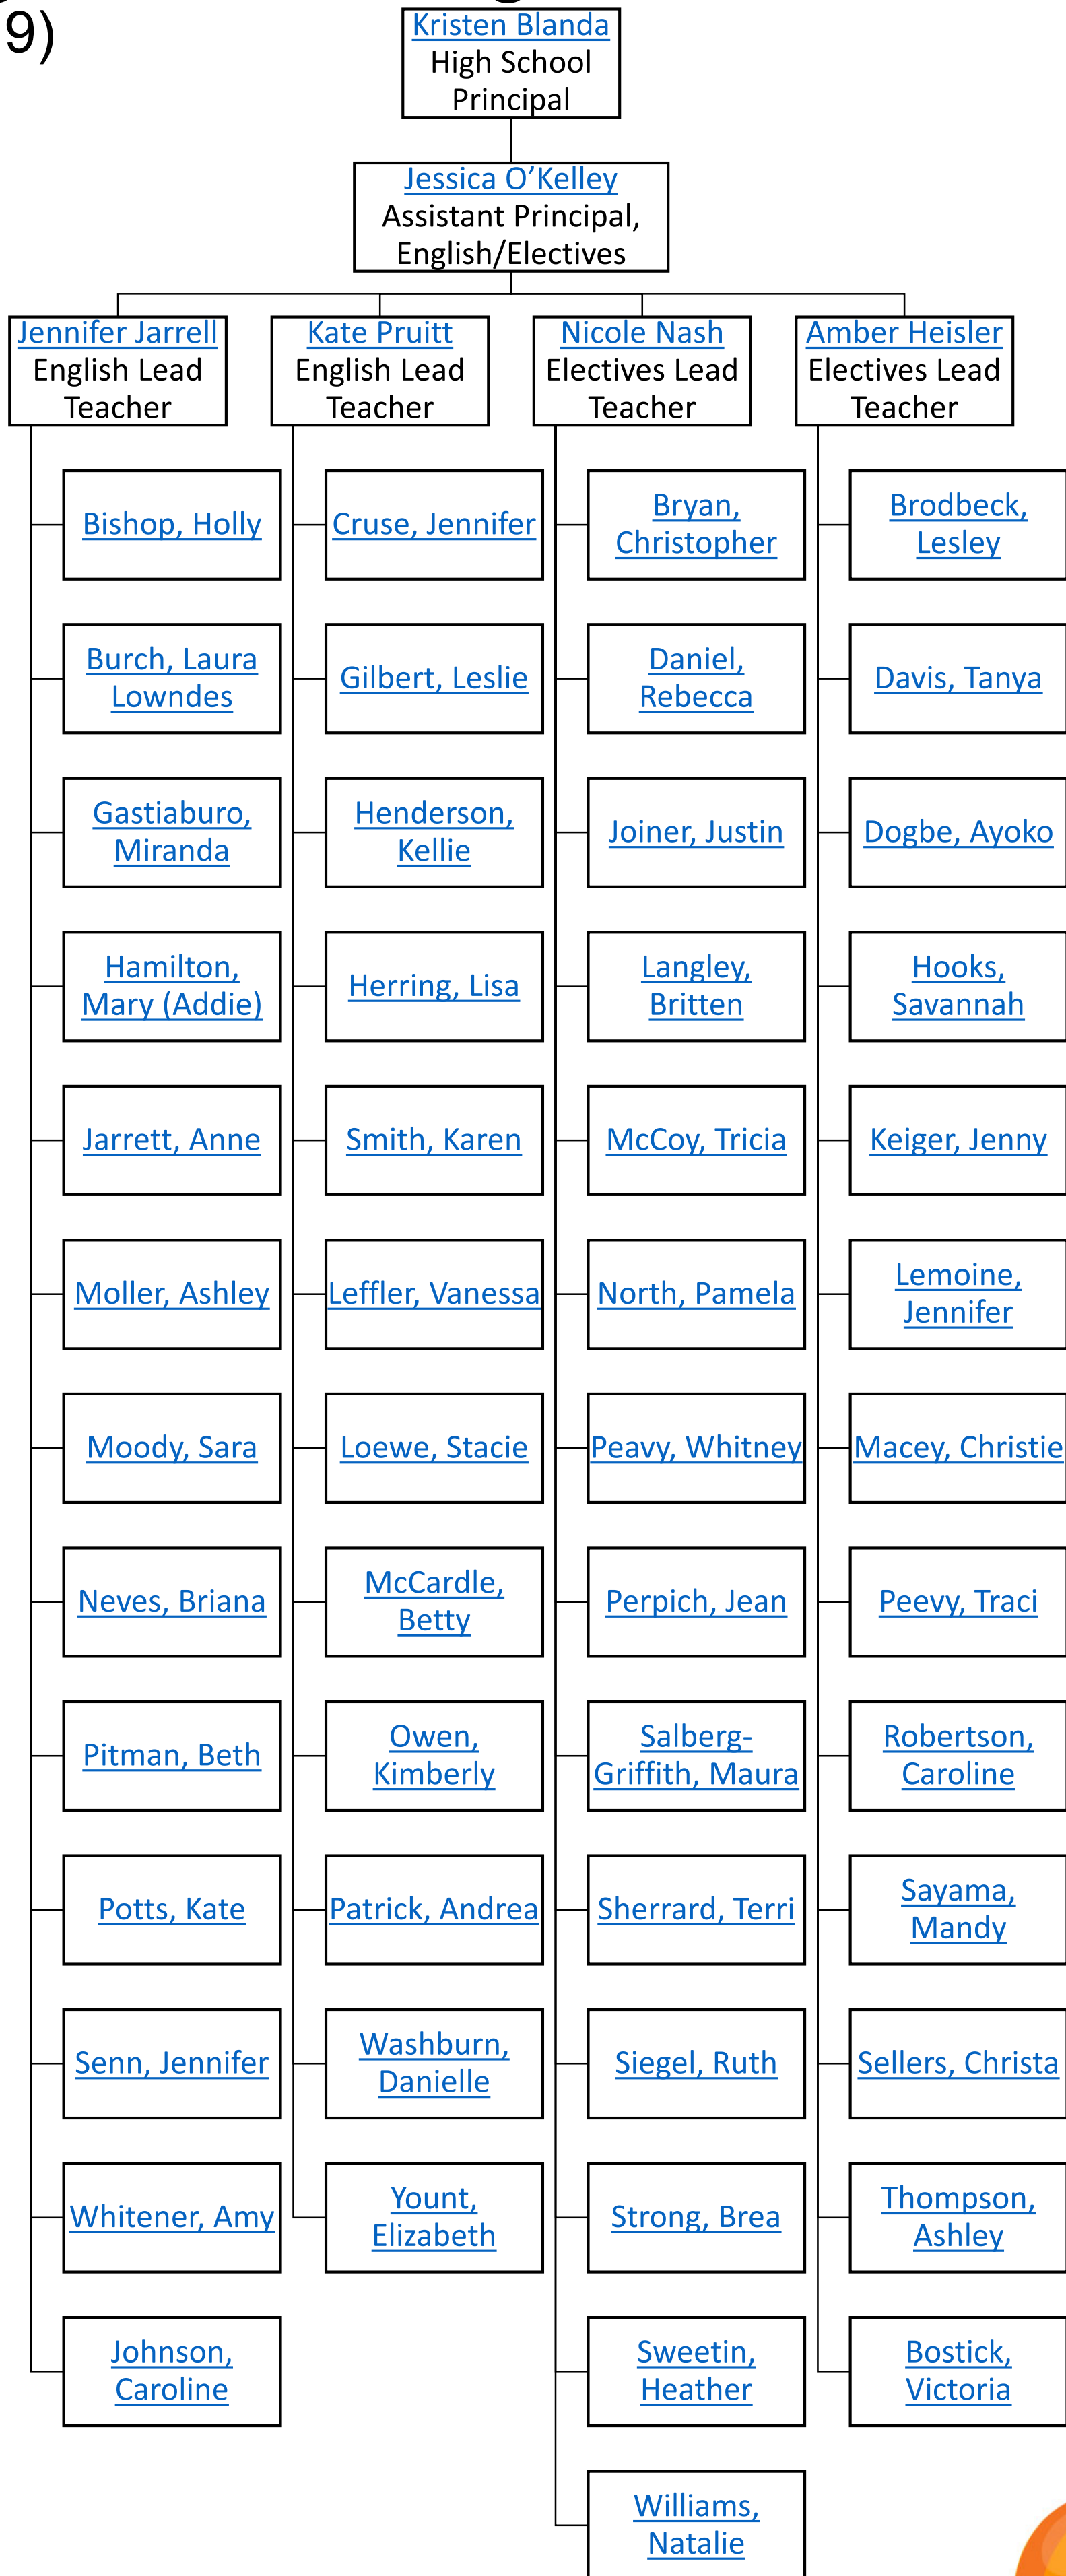 9)
Kristen Blanda
High School
Principal
Jessica O’Kelley
Assistant Principal,
English/Electives
Jennifer Jarrell
English Lead
Teacher
Bishop, Holly
Burch, Laura
Lowndes
Gastiaburo,
Miranda
Hamilton,
Mary (Addie)
Jarrett, Anne
Moller, Ashley
Moody, Sara
Neves, Briana
Pitman, Beth
Potts, Kate
Senn, Jennifer
Whitener, Amy
Johnson,
Caroline
Kate Pruitt
English Lead
Teacher
Cruse, Jennifer
Gilbert, Leslie
Henderson,
Kellie
Herring, Lisa
Smith, Karen
Leffler, Vanessa
Loewe, Stacie
McCardle,
Betty
Owen,
Kimberly
Patrick, Andrea
Washburn,
Danielle
Yount,
Elizabeth
Nicole Nash
Electives Lead
Teacher
Bryan,
Christopher
Daniel,
Rebecca
Joiner, Justin
Langley,
Britten
McCoy, Tricia
North, Pamela
Peavy, Whitney
Perpich, Jean
Salberg-
Griffith, Maura
Sherrard, Terri
Siegel, Ruth
Strong, Brea
Sweetin,
Heather
Williams,
Natalie
Amber Heisler
Electives Lead
Teacher
Brodbeck,
Lesley
Davis, Tanya
Dogbe, Ayoko
Hooks,
Savannah
Keiger, Jenny
Lemoine,
Jennifer
Macey, Christie
Peevy, Traci
Robertson,
Caroline
Sayama,
Mandy
Sellers, Christa
Thompson,
Ashley
Bostick,
Victoria